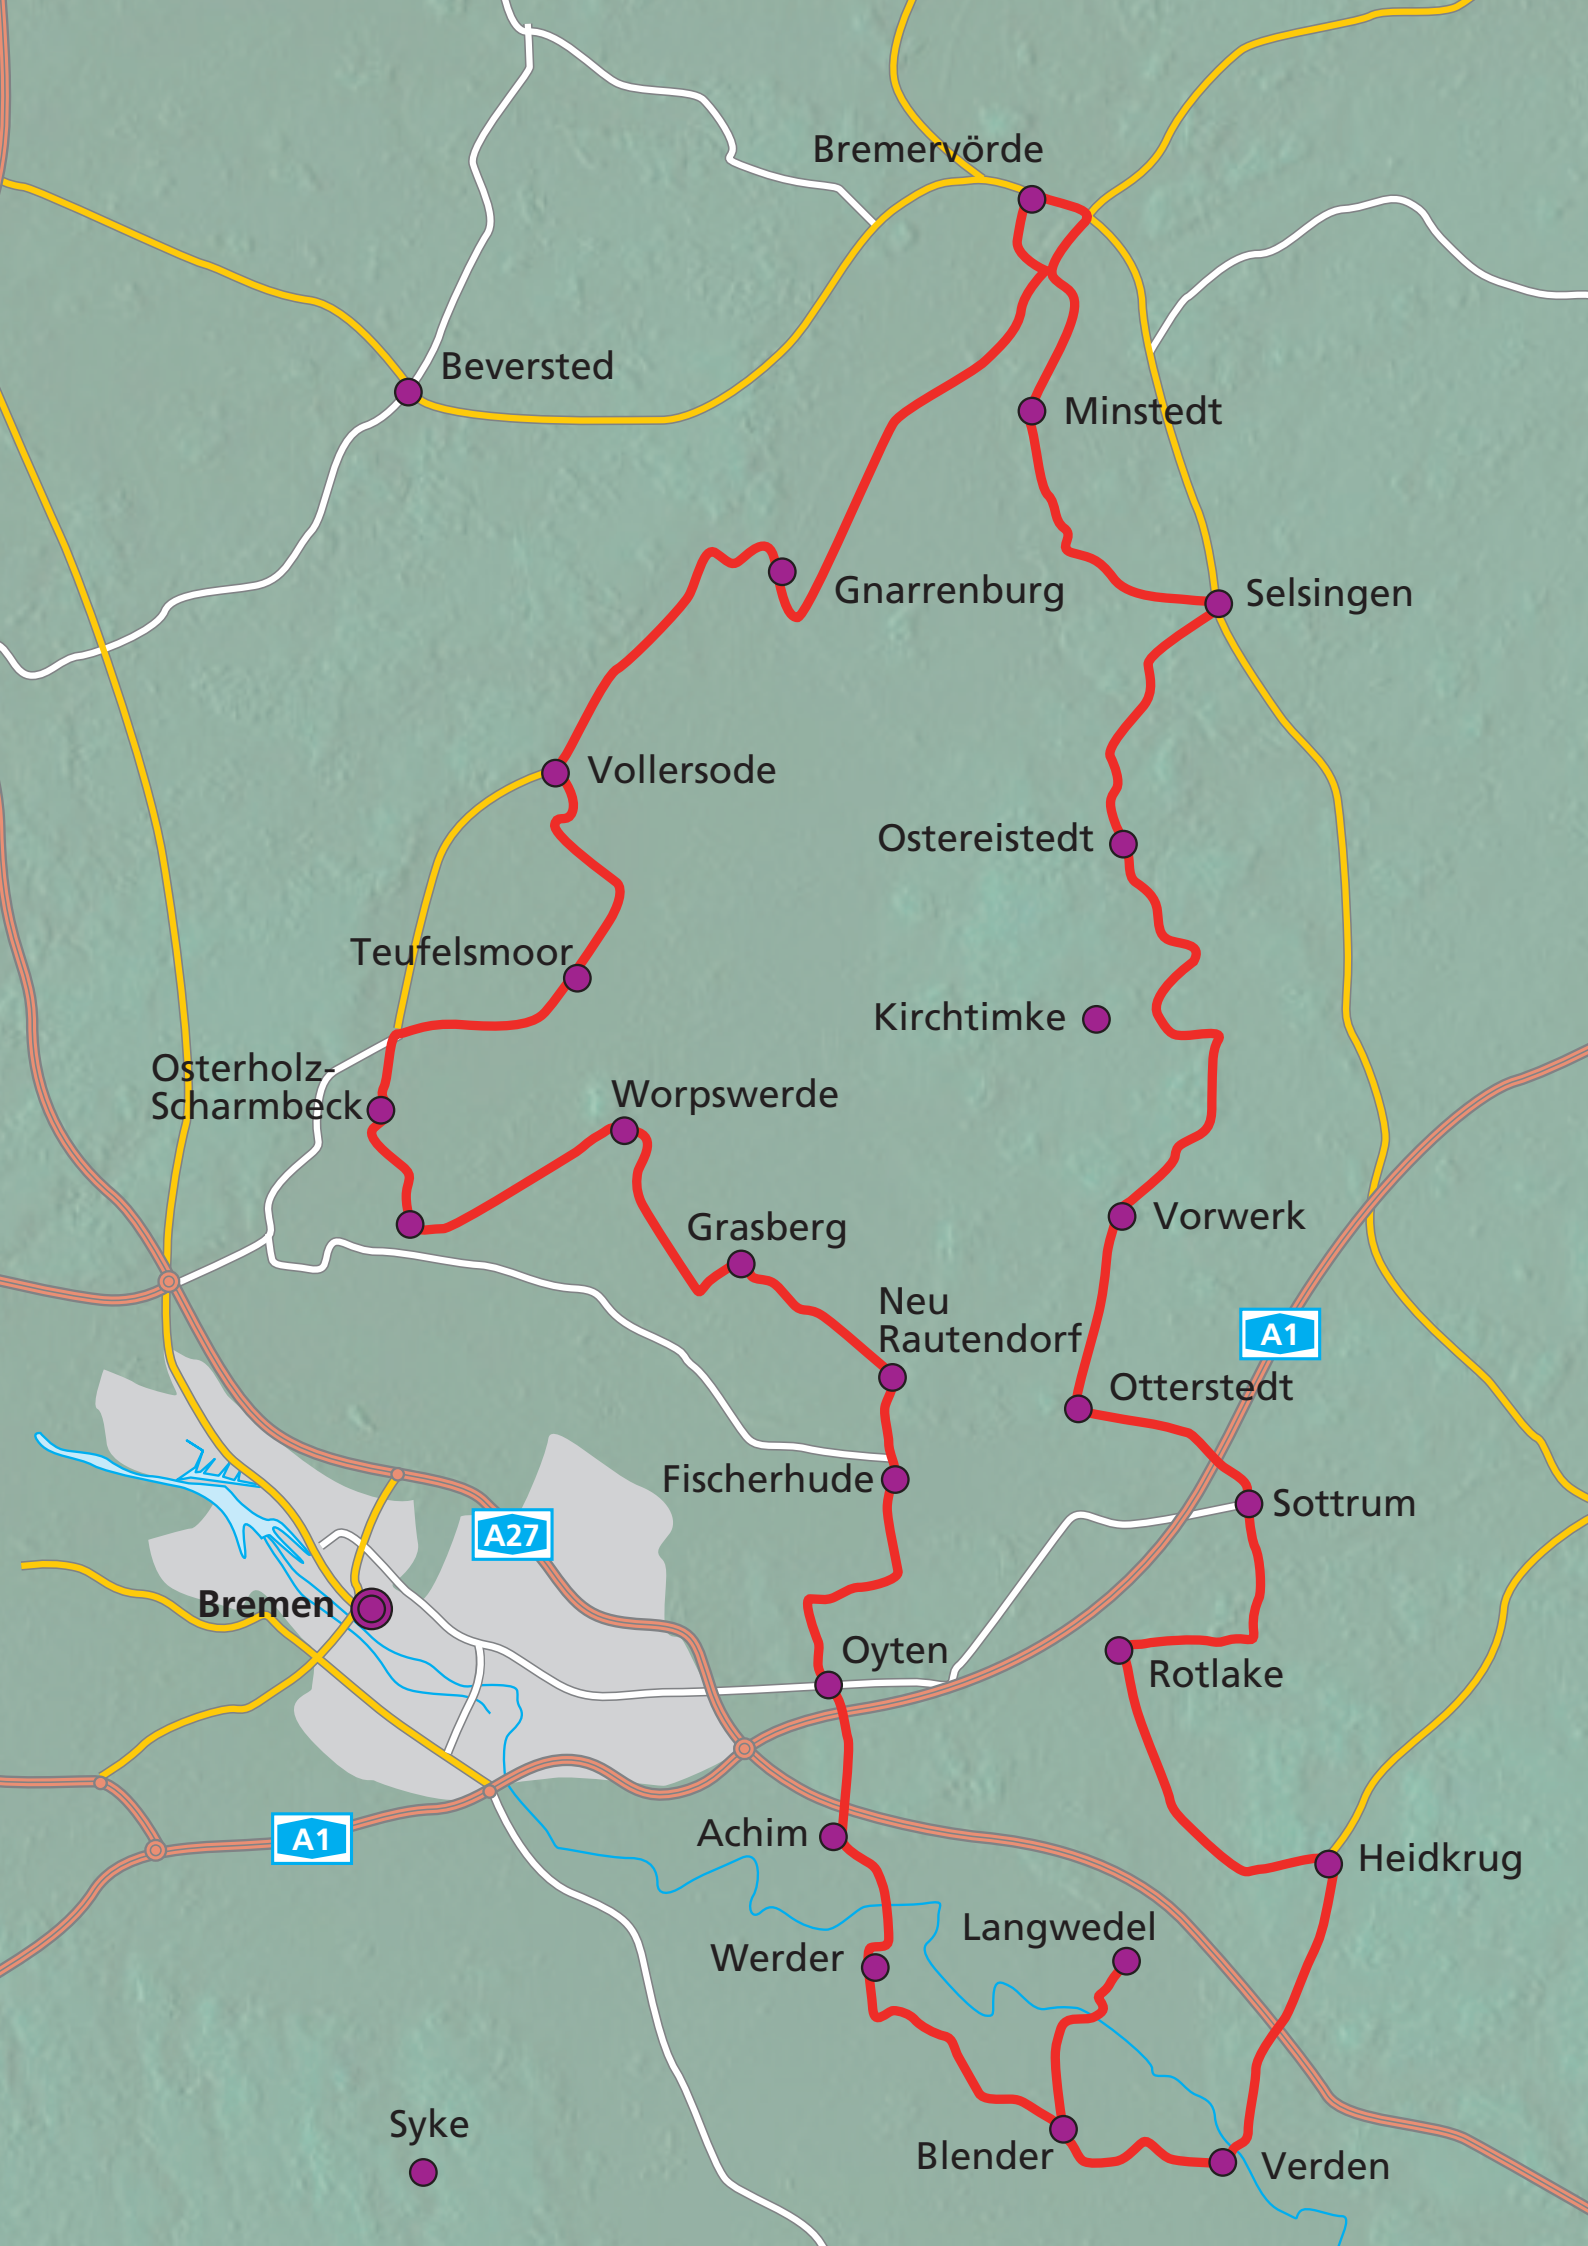 Bremervörde
Beversted
Minstedt
Gnarrenburg
Selsingen
Vollersode
Ostereistedt
Teufelsmoor
Kirchtimke
Osterholz-
Scharmbeck
Worpswerde
Vorwerk
Grasberg
Neu
Rautendorf
A1
Otterstedt
Fischerhude
Sottrum
A27
Bremen
Oyten
Rotlake
A1
Achim
Heidkrug
Langwedel
Werder
Syke
Blender
Verden